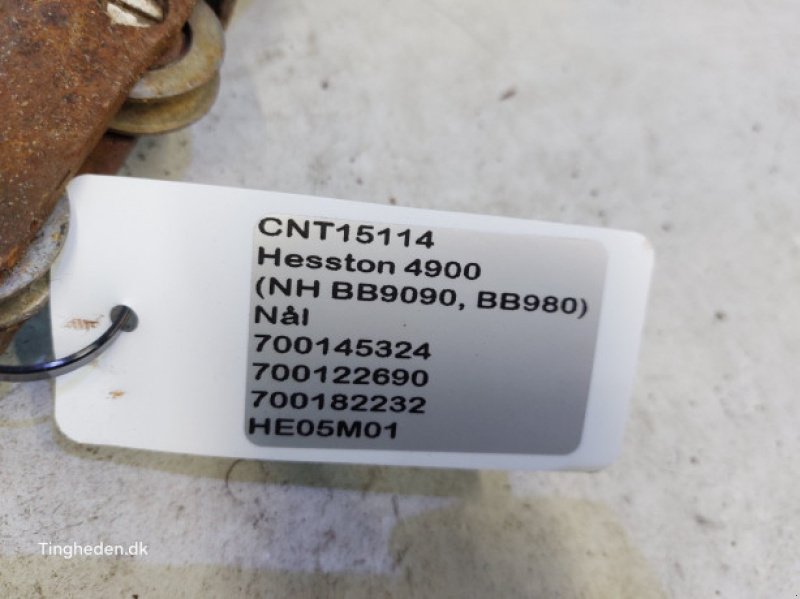 CNT15114
Hesston 4900
(NH BB9090, BB980)
Nål
700145324
700122690
700182232
HE05M01
Tingheden.dk